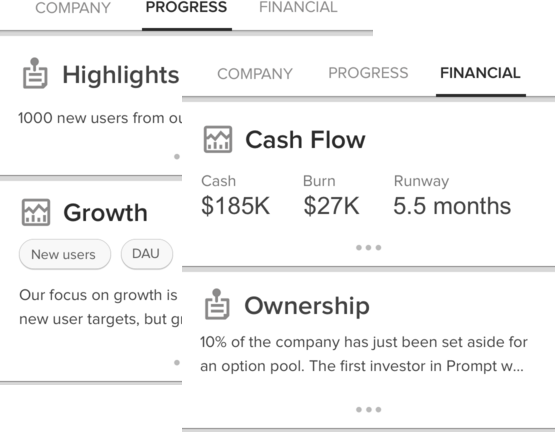 COMPANY PROGRESS FINANCIAL
Highlights
1000 new users from
Growth
New users DAU
Our focus on growth is
new user targets, but
COMPANY PROGRESS FINANCIAL
Cash Flow
Cash Burn Runway
$185K $27K 5.5 months
Ownership
10% of the company has just been set aside for
an option pool. The first investor in Prompt w...